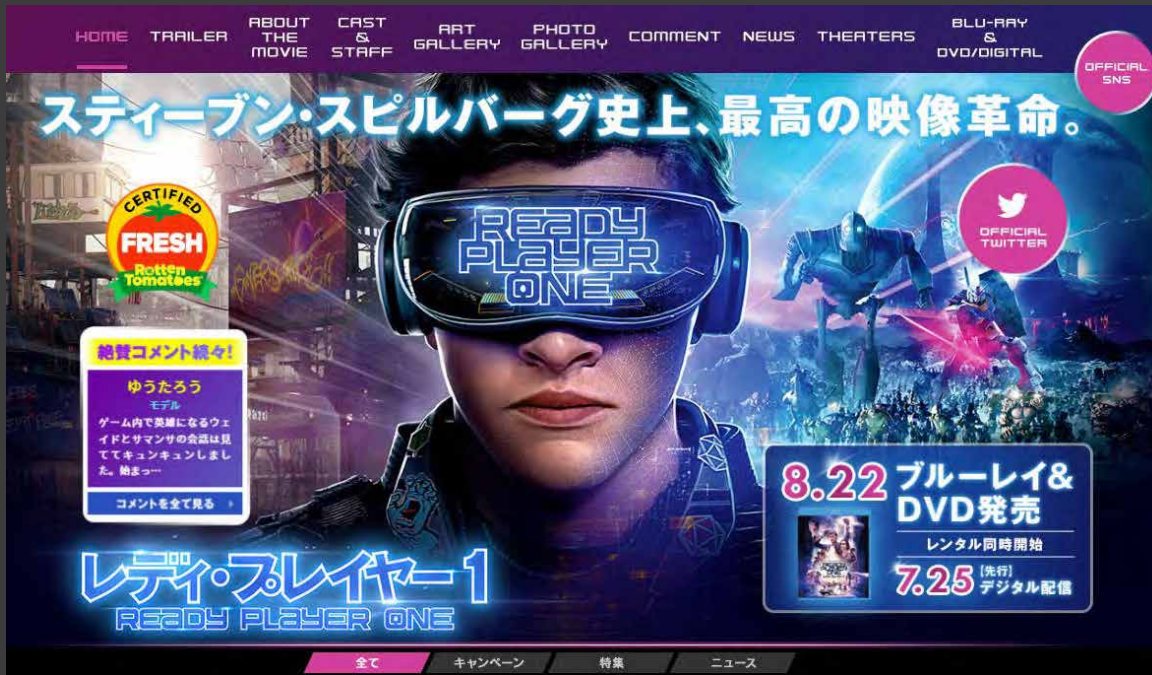 HOME
TRAILER
ABOUT
THE
MOVIE
CAST
&
STAFF
ART
GALLERY
PHOTO
GALLERY
COMMENT
NEWS
THEATERS
BLU-RAY
&
DVD/DIGITAL
OFFICIAL
SNS
スティーブン・スピルバーグ史上、最高の映像革命。
CERTIFIED
FRESH
Rotten
Tomatoes
READY
PLAYER
ONE
OFFICIAL
TWITTER
絶賛コメント続々!
ゆうたろう
モデル
ゲーム内で英雄になるウェ
イドとサマンサの会話は見
ててキュンキュンしまし
た。始まっ…
コメントを全て見る
8.22 ブルーレイ&
DVD発売
レンタル同時開始
7.25 [先行]
デジタル配信
レディ・プレイヤー1
READY PLAYER ONE
全て
キャンペーン
特集
ニュース